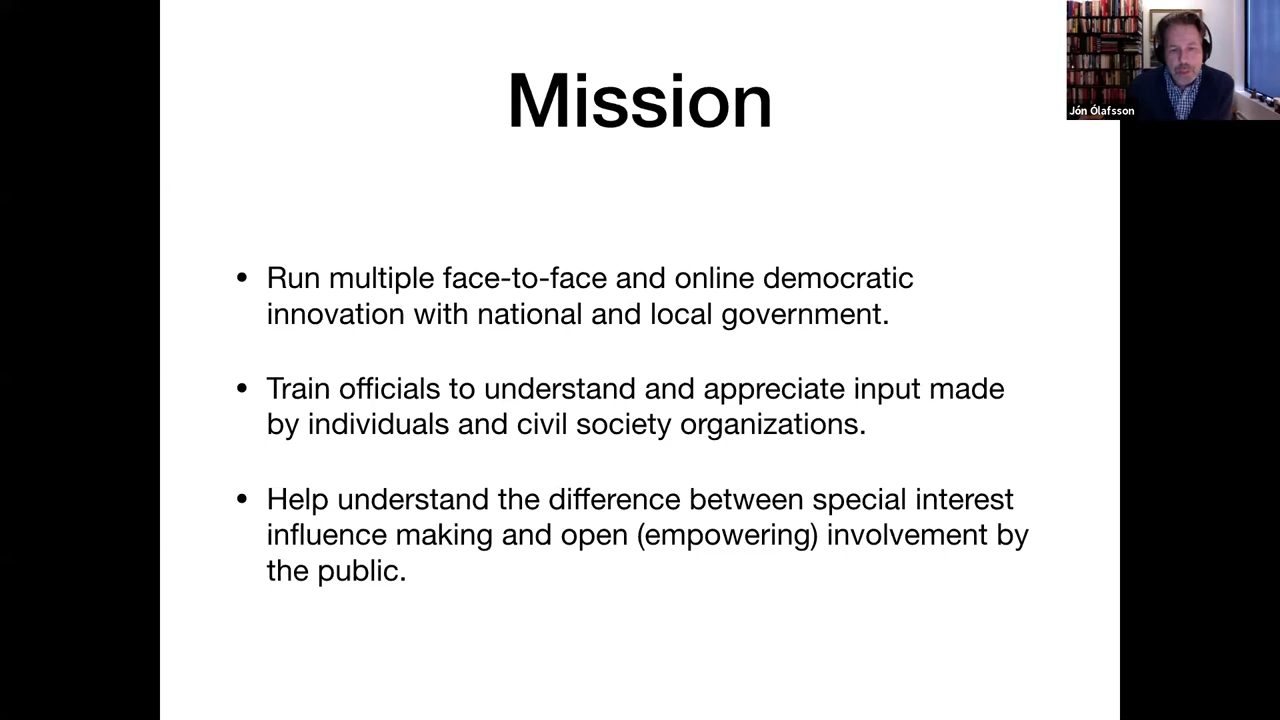 Mission
Jón Ólafsson
• Run multiple face-to-face and online democratic
innovation with national and local government.
• Train officials to understand and appreciate input made
by individuals and civil society organizations.
• Help understand the difference between special interest
influence making and open (empowering) involvement by
the public.